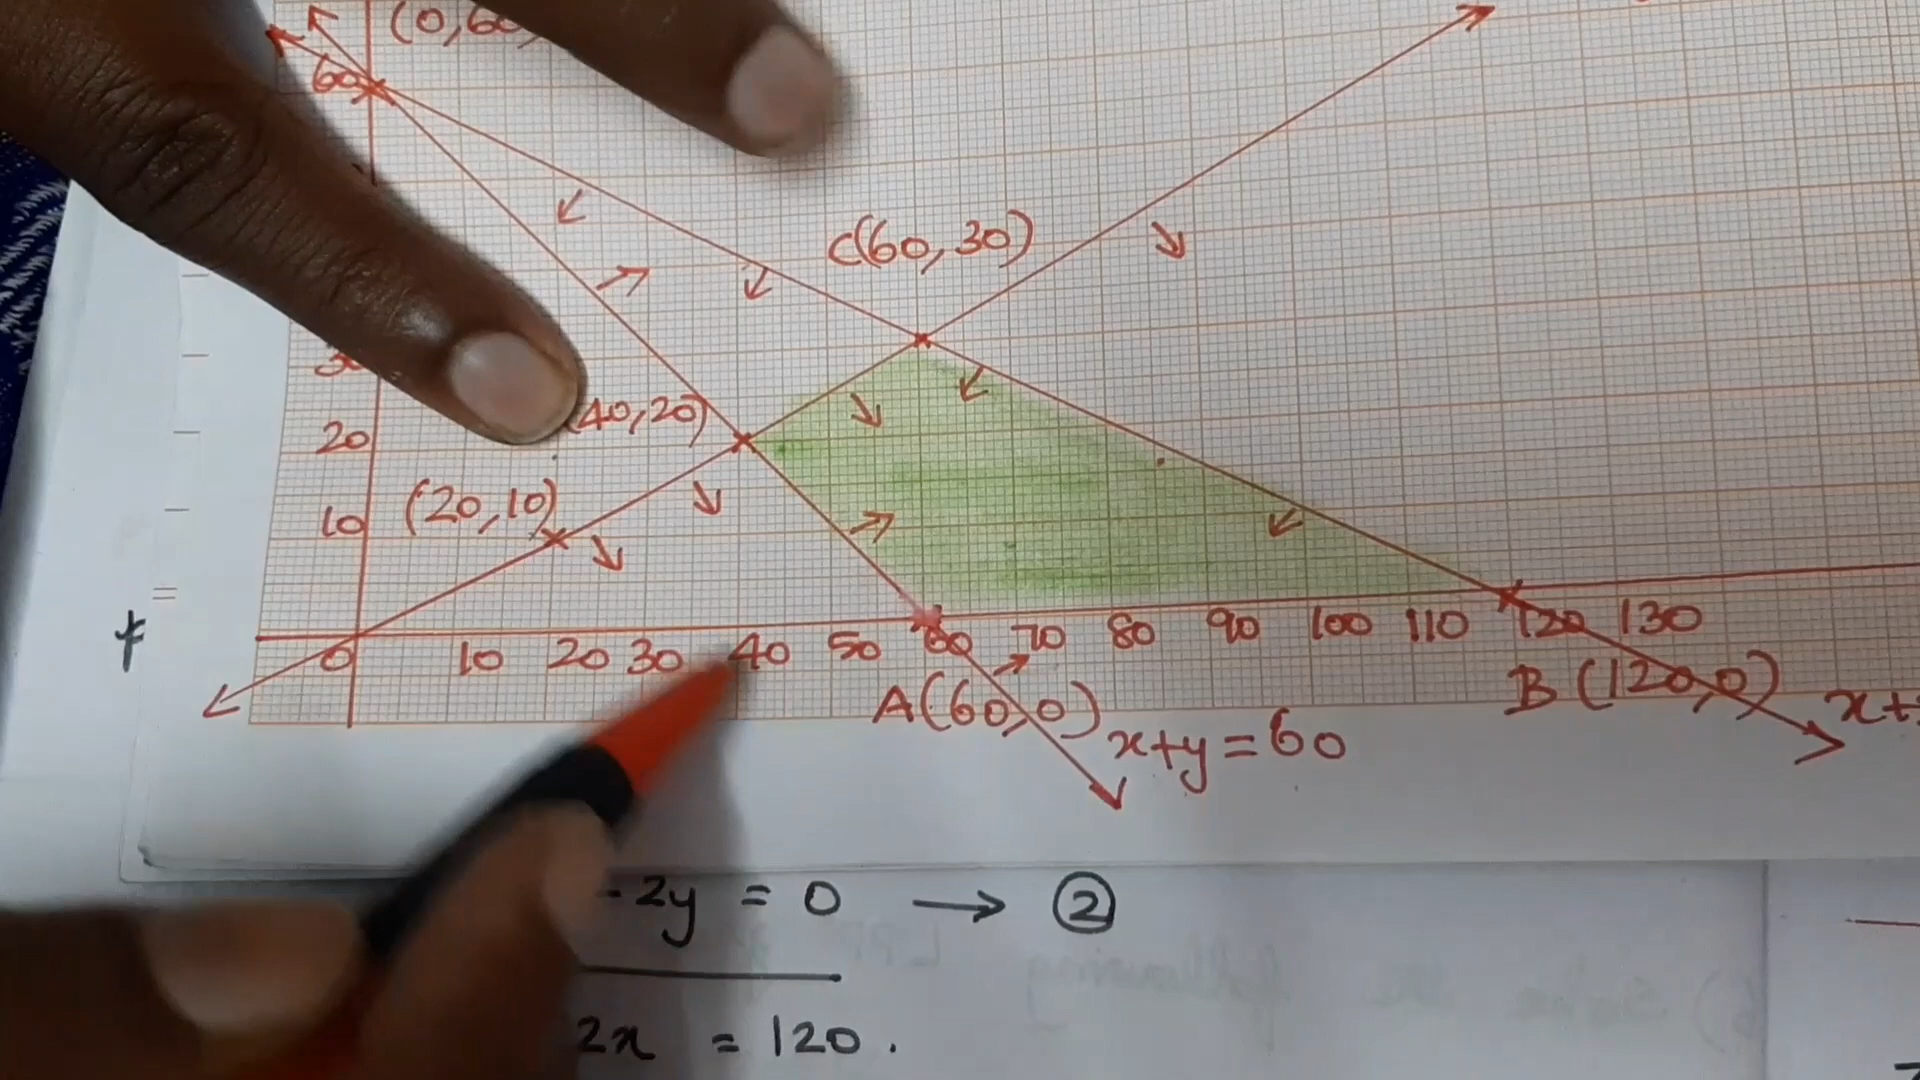 (0,60
60
C(60,30)
30
(40,20)
20
(20,10)
10
0 10 20 30 40 50 60 70 80 90 100 110 120 130
A(60,0)
B(120,0)
x+
x+y=60
-2y = 0 → ②
2x = 120.